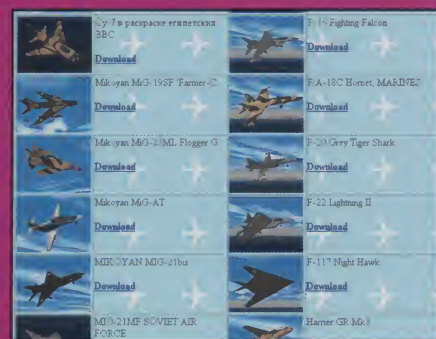 Су-7 в раскраске египетских
ВВС
Download
Mikoyan MiG-19SF 'Farmer-C'
Download
Mikoyan MiG-23ML Flogger G
Download
Mikoyan MiG-AT
Download
MIKOYAN MIG-21bis
Download
MIG-21MF SOVIET AIR
FORCE
F-16 Fighting Falcon
Download
F/A-18C Hornet, MARINES
Download
F-20 Grey Tiger Shark
Download
F-22 Lightning II
Download
F-117 Night Hawk
Download
Harrier GR Mk